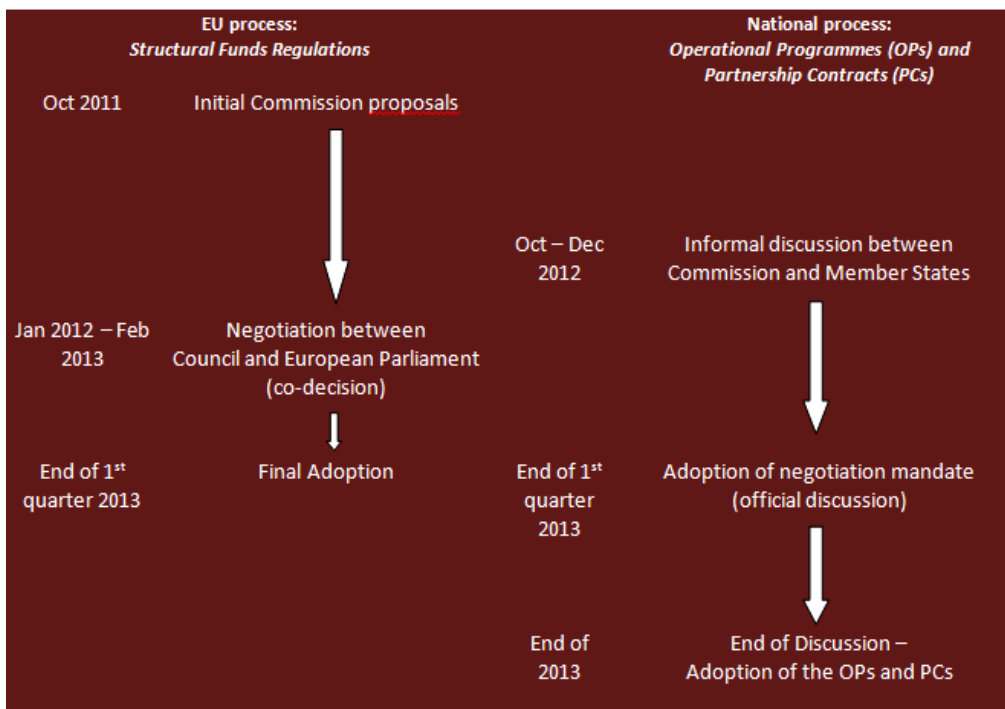 EU process:
Structural Funds Regulations
Oct 2011
Initial Commission proposals
Jan 2012 – Feb
2013
Negotiation between
Council and European Parliament
(co-decision)
End of 1st
quarter 2013
Final Adoption
National process:
Operational Programmes (OPs) and
Partnership Contracts (PCs)
Oct – Dec
2012
Informal discussion between
Commission and Member States
End of 1st
quarter
2013
Adoption of negotiation mandate
(official discussion)
End of
2013
End of Discussion –
Adoption of the OPs and PCs